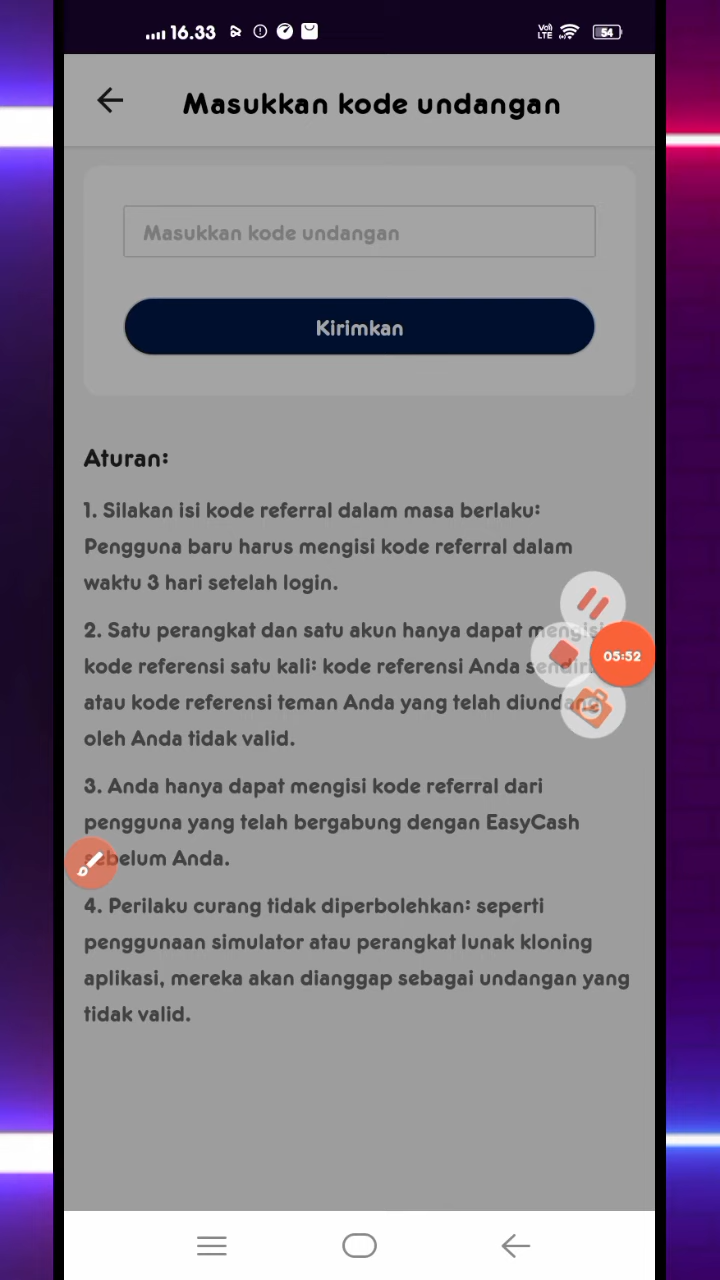 16.33
Vo))
LTE
54
Masukkan kode undangan
Masukkan kode undangan
Kirimkan
Aturan:
1. Silakan isi kode referral dalam masa berlaku:
Pengguna baru harus mengisi kode referral dalam
waktu 3 hari setelah login.
2. Satu perangkat dan satu akun hanya dapat mengisi
kode referensi satu kali: kode referensi Anda sendiri
05:52
atau kode referensi teman Anda yang telah diundang
oleh Anda tidak valid.
3. Anda hanya dapat mengisi kode referral dari
pengguna yang telah bergabung dengan EasyCash
sebelum Anda.
4. Perilaku curang tidak diperbolehkan: seperti
penggunaan simulator atau perangkat lunak kloning
aplikasi, mereka akan dianggap sebagai undangan yang
tidak valid.